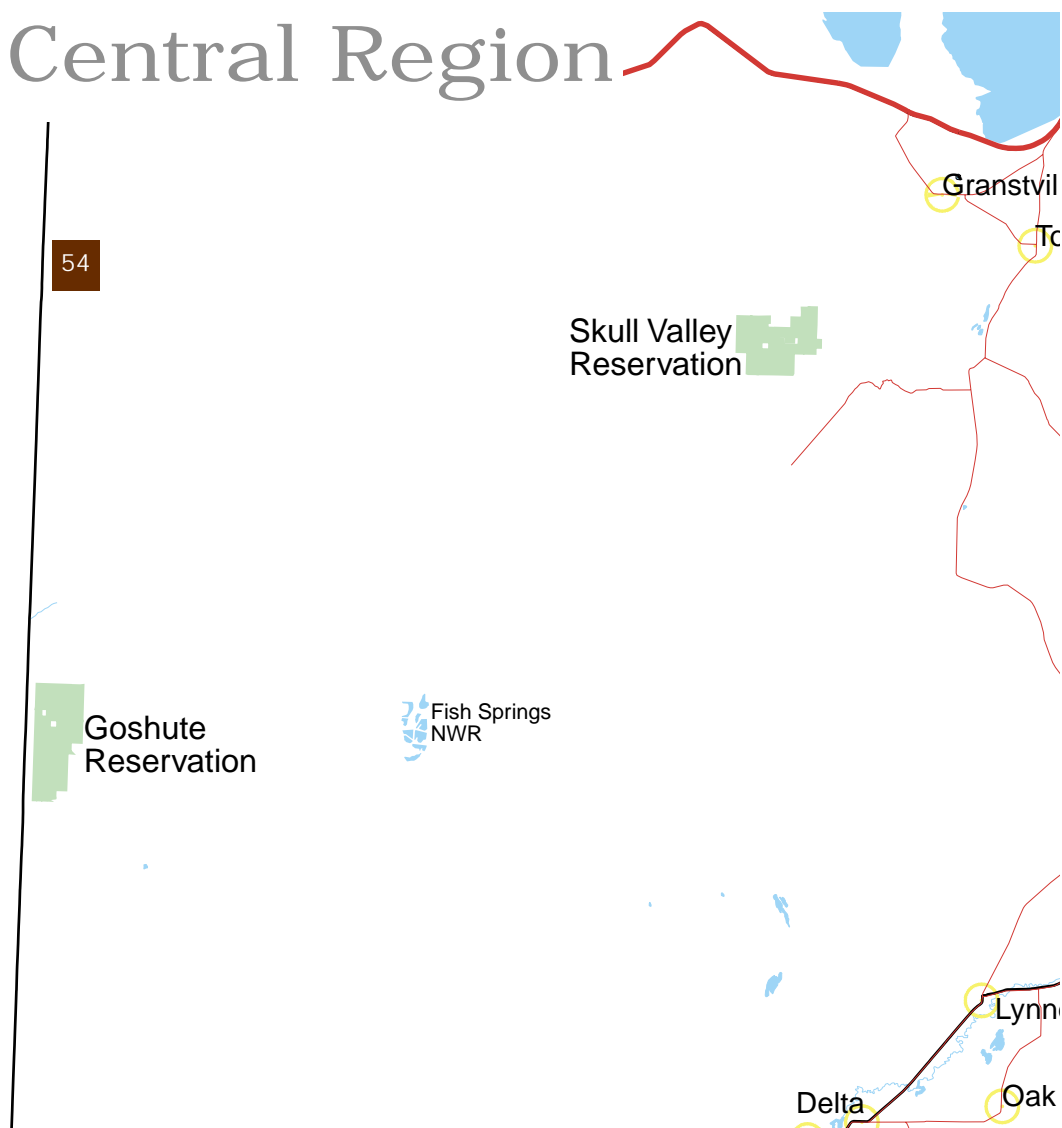 Central Region
Granstvil
To
54
Skull Valley
Reservation
Fish Springs
NWR
Goshute
Reservation
Lynn
Delta
Oak